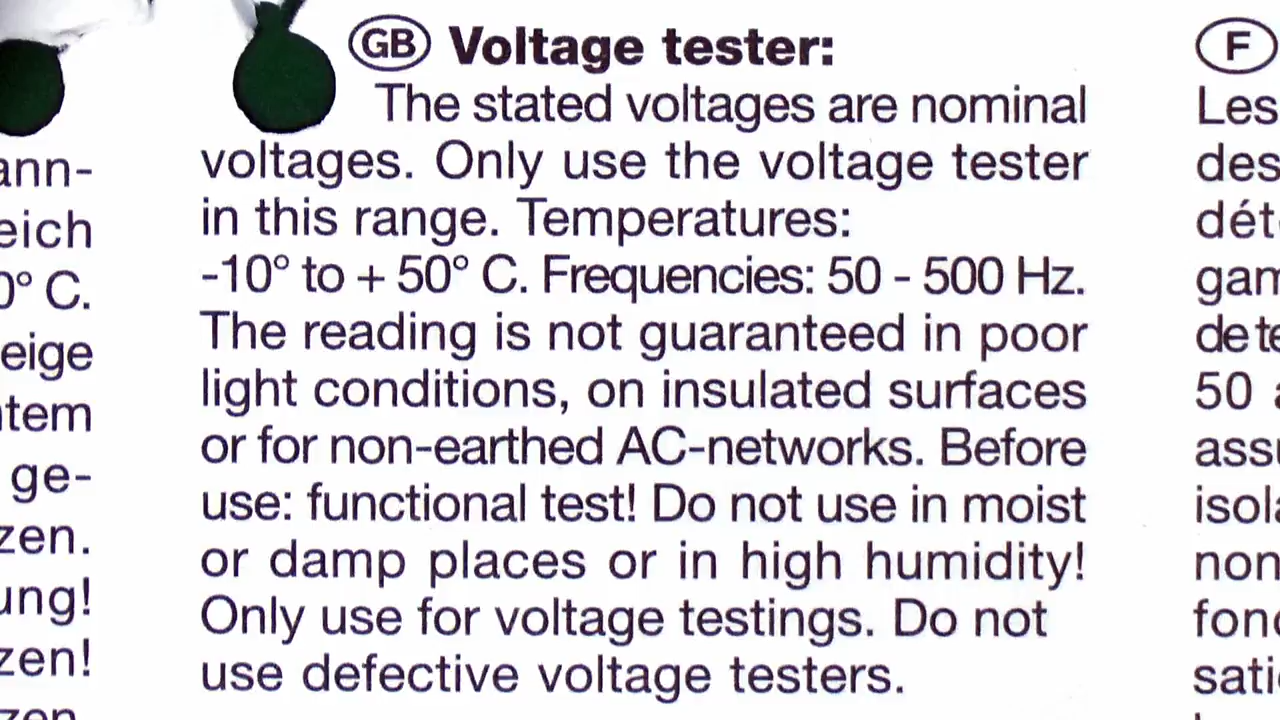 GB Voltage tester:
The stated voltages are nominal
voltages. Only use the voltage tester
in this range. Temperatures:
-10° to + 50° C. Frequencies: 50 - 500 Hz.
The reading is not guaranteed in poor
light conditions, on insulated surfaces
or for non-earthed AC-networks. Before
use: functional test! Do not use in moist
or damp places or in high humidity!
Only use for voltage testings. Do not
use defective voltage testers.
C.
ge-
F
Les
50